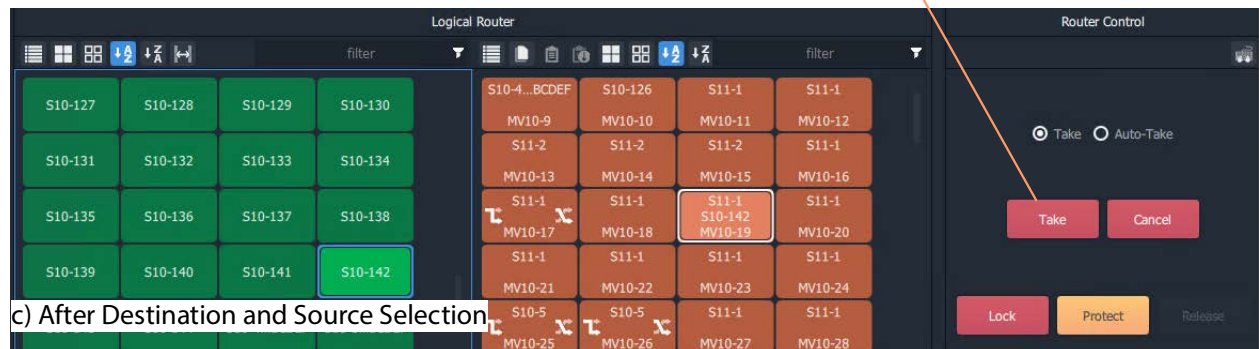 Logical Router
Router Control
filter
filter
S10-127
S10-128
S10-129
S10-130
S10-131
S10-132
S10-133
S10-134
S10-135
S10-136
S10-137
S10-138
S10-139
S10-140
S10-141
S10-142
S10-4...BCDEF
MV10-9
S10-126
MV10-10
S11-1
MV10-11
S11-1
MV10-12
S11-2
MV10-13
S11-2
MV10-14
S11-2
MV10-15
S11-1
MV10-16
S11-1
MV10-17
S11-1
MV10-18
S11-1
S10-142
MV10-19
S11-1
MV10-20
S11-1
MV10-21
S11-1
MV10-22
S11-1
MV10-23
S11-1
MV10-24
S10-5
MV10-25
S10-5
MV10-26
S11-1
MV10-27
S11-1
MV10-28
Take
Auto-Take
Take
Cancel
Lock
Protect
Release
c) After Destination and Source Selection